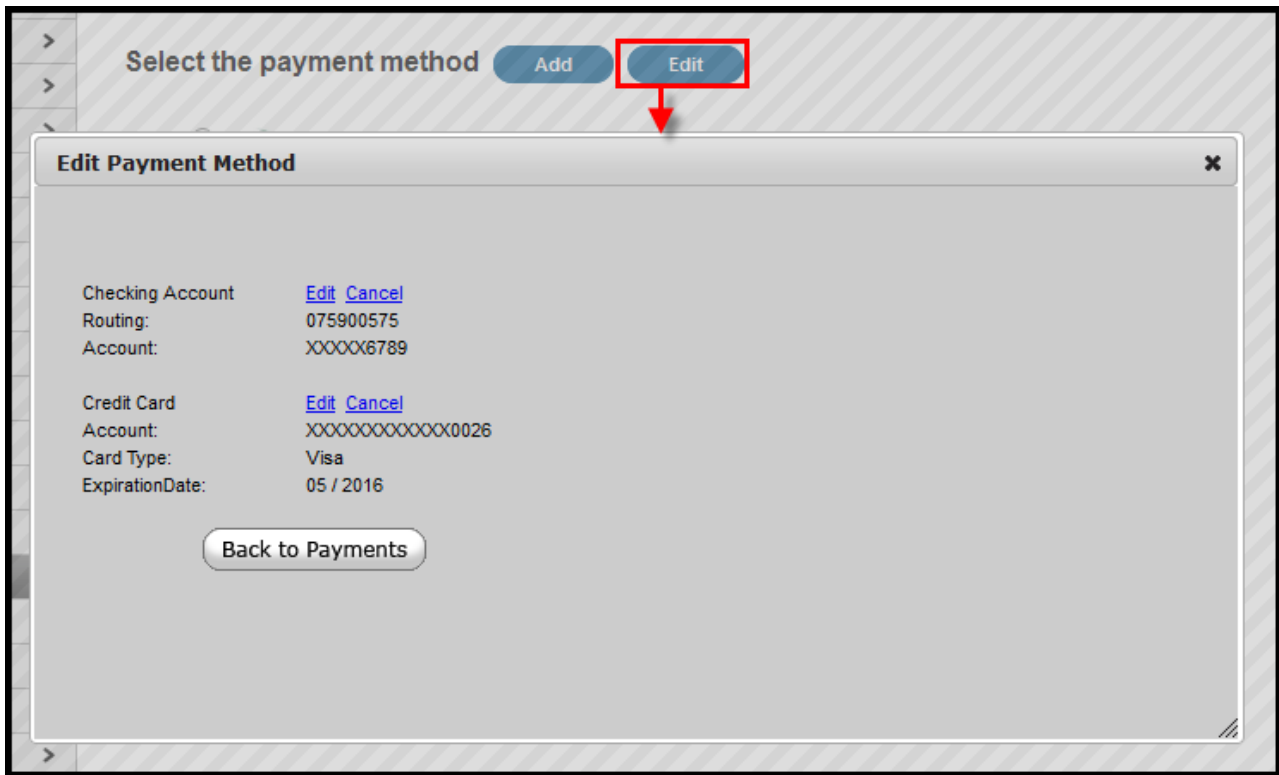 Select the payment method Add Edit
Edit Payment Method
Checking Account Edit Cancel
Routing: 075900575
Account: XXXXX6789
Credit Card Edit Cancel
Account: XXXXXXXXXXXX0026
Card Type: Visa
ExpirationDate: 05 / 2016
Back to Payments